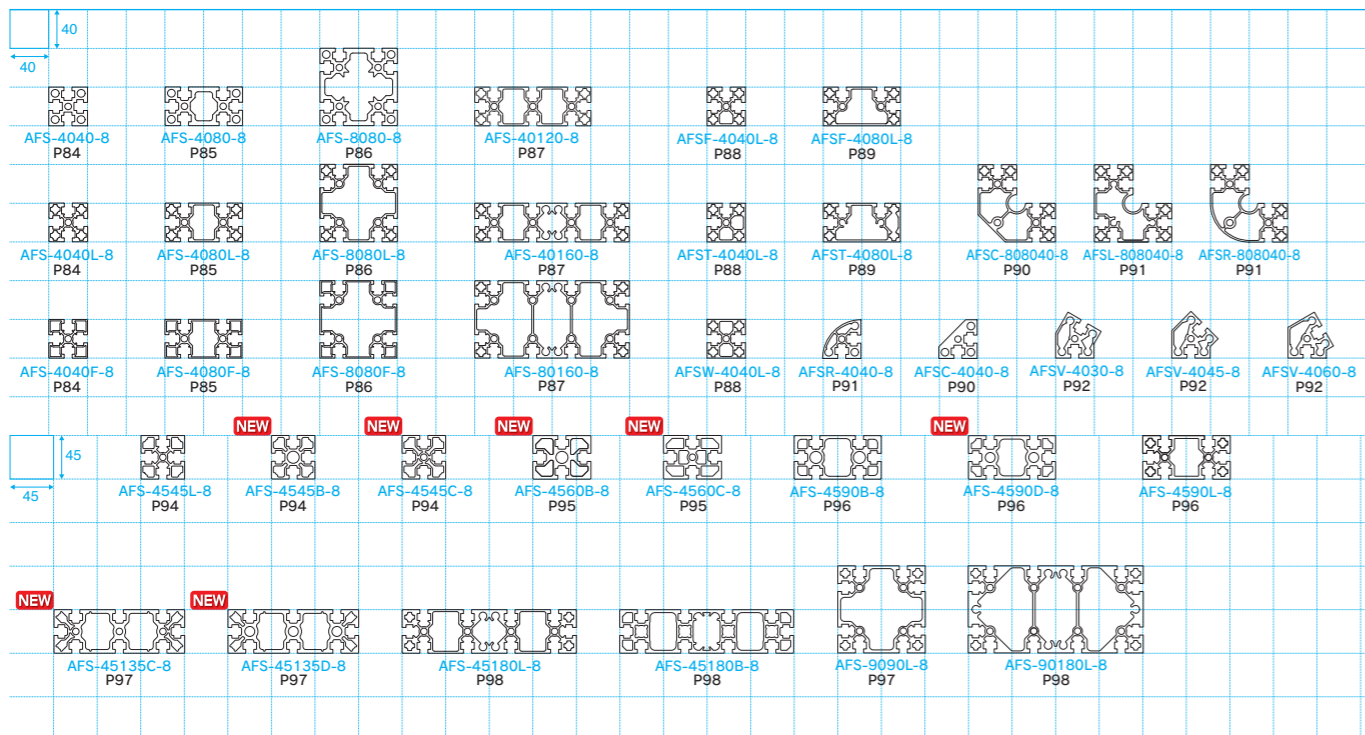 40
40
AFS-4040-8
P84
AFS-4080-8
P85
AFS-8080-8
P86
AFS-40120-8
P87
AFSF-4040L-8
P88
AFSF-4080L-8
P89
AFS-4040L-8
P84
AFS-4080L-8
P85
AFS-8080L-8
P86
AFS-40160-8
P87
AFST-4040L-8
P88
AFST-4080L-8
P89
AFSC-808040-8
P90
AFSL-808040-8
P91
AFSR-808040-8
P91
AFS-4040F-8
P84
AFS-4080F-8
P85
AFS-8080F-8
P86
AFS-80160-8
P87
AFSW-4040L-8
P88
AFSR-4040-8
P91
AFSC-4040-8
P90
AFSV-4030-8
P92
AFSV-4045-8
P92
AFSV-4060-8
P92
45
45
AFS-4545L-8
P94
NEW
AFS-4545B-8
P94
NEW
AFS-4545C-8
P94
NEW
AFS-4560B-8
P95
NEW
AFS-4560C-8
P95
AFS-4590B-8
P96
NEW
AFS-4590D-8
P96
AFS-4590L-8
P96
NEW
AFS-45135C-8
P97
NEW
AFS-45135D-8
P97
AFS-45180L-8
P98
AFS-45180B-8
P98
AFS-9090L-8
P97
AFS-90180L-8
P98